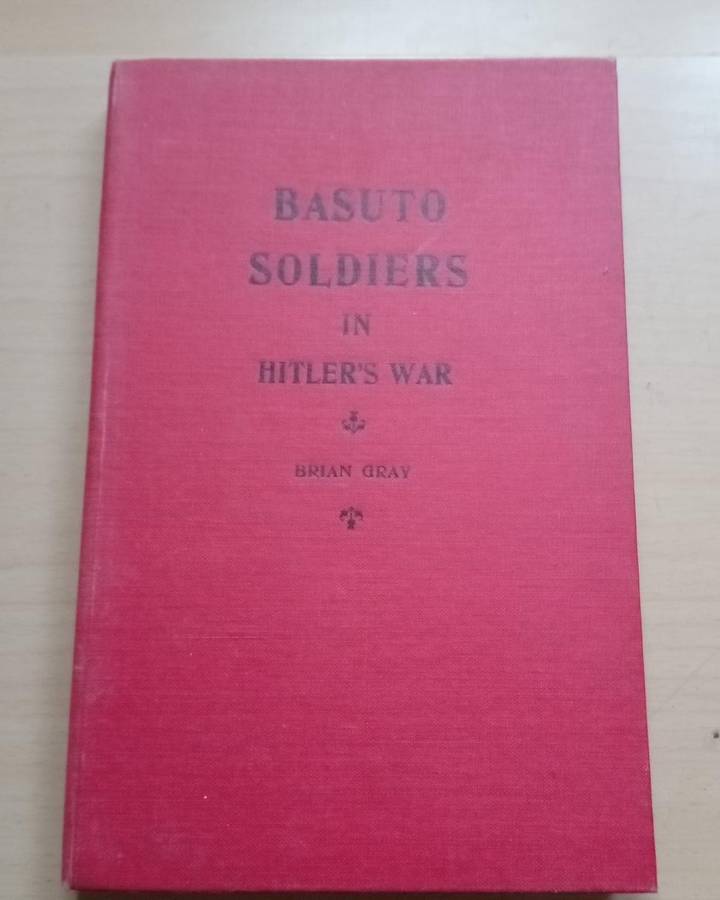 BASUTO
SOLDIERS
IN
HITLER'S WAR
BRIAN GRAY